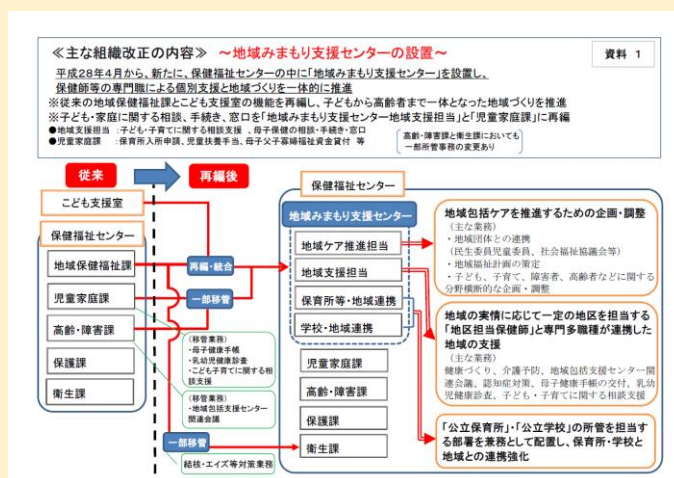 ≪主な組織改正の内容≫ ～地域みまもり支援センターの設置～
資料 1
平成28年4月から、新たに、保健福祉センターの中に「地域みまもり支援センター」を設置し、
保健師等の専門職による個別支援と地域づくりを一体的に推進
※従来の地域保健福祉課とこども支援室の機能を再編し、子どもから高齢者まで一体となった地域づくりを推進
※子ども・家庭に関する相談、手続き、窓口を「地域みまもり支援センター地域支援担当」と「児童家庭課」に再編
●地域支援担当 ：子ども・子育てに関する相談支援 、母子保健の相談・手続き・窓口
●児童家庭課 ：保育所入所申請、児童扶養手当、母子父子寡婦福祉資金貸付 等
高齢・障害課と衛生課においても
一部所管事務の変更あり
従来
再編後
こども支援室
保健福祉センター
地域保健福祉課
児童家庭課
高齢・障害課
保護課
衛生課
再編・統合
一部移管
（移管業務）
・母子健康手帳
・乳幼児健康診査
・こども子育てに関する相
談支援
（移管業務）
・地域包括支援センター
関連会議
一部移管
結核・エイズ等対策業務
保健福祉センター
地域みまもり支援センター
地域ケア推進担当
地域支援担当
保育所等・地域連携
学校・地域連携
児童家庭課
高齢・障害課
保護課
衛生課
地域包括ケアを推進するための企画・調整
（主な業務）
・地域団体との連携
（民生委員児童委員、社会福祉協議会等）
・地域福祉計画の策定
・子ども、子育て、障害者、高齢者などに関する
分野横断的な企画・調整
地域の実情に応じて一定の地区を担当する
「地区担当保健師」と専門多職種が連携した
地域の支援
（主な業務）
健康づくり、介護予防、地域包括支援センター関
連会議、認知症対策、母子健康手帳の交付、乳幼
児健康診査、子ども・子育てに関する相談支援
「公立保育所」・「公立学校」の所管を担当す
る部署を兼務として配置し、保育所・学校と
地域との連携強化